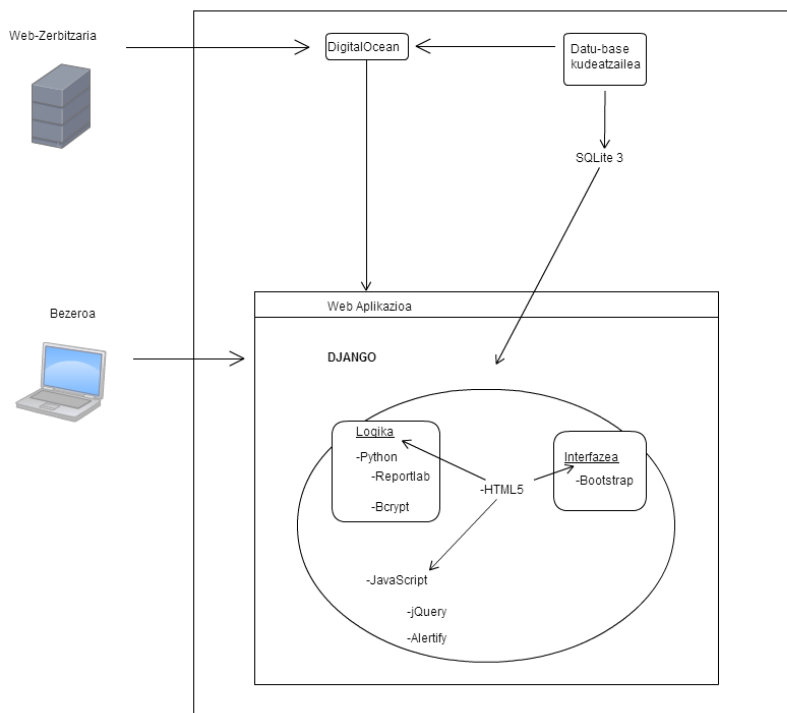 Web-Zerbitzaria
DigitalOcean
Datu-base
kudeatzailea
SQLite 3
Bezeroa
Web Aplikazioa
DJANGO
Logika
-Python
-Reportlab
-Bcrypt
-HTML5
Interfazea
-Bootstrap
-JavaScript
-jQuery
-Alertify